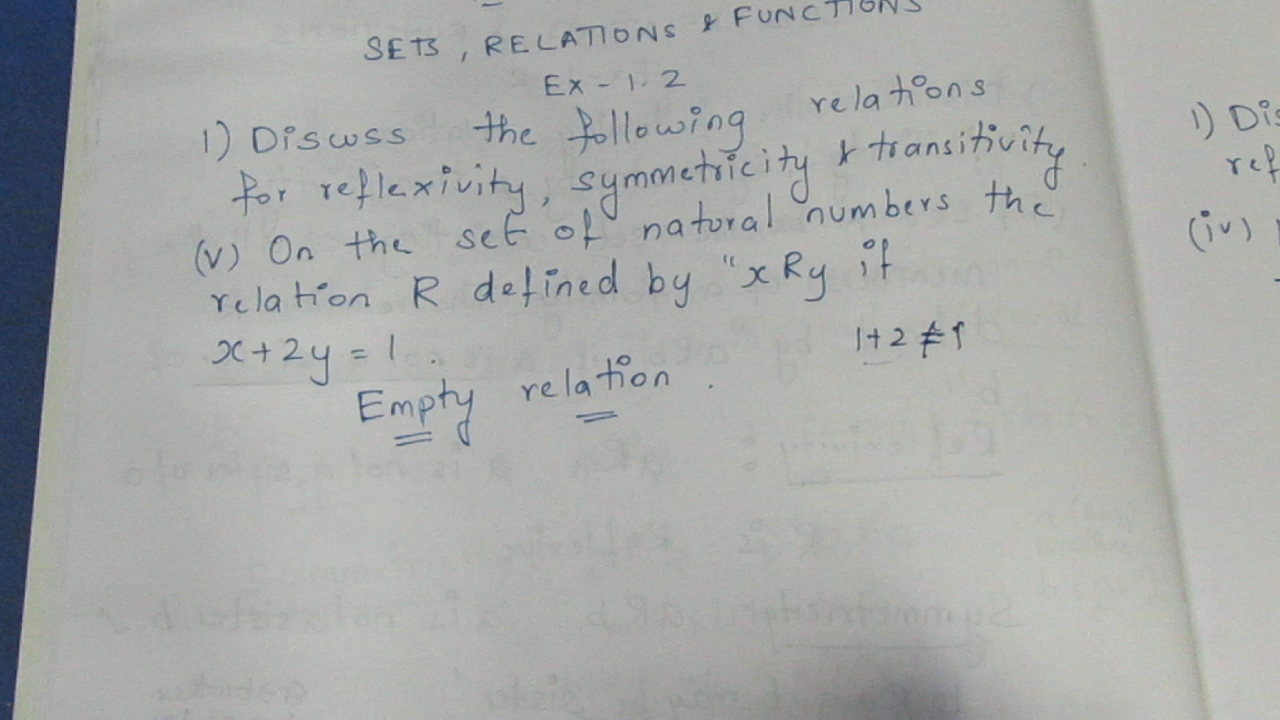 SETS, RELATIONS & FUNCTIONS
Ex - 1.2
1) Discuss the following relations
for reflexivity, symmetricity & transitivity.
(v) On the set of natural numbers the
relation R defined by "xRy if
x+2y = 1.
1+2 ≠ 1
Empty relation.
1) Dis
ref
(iv)